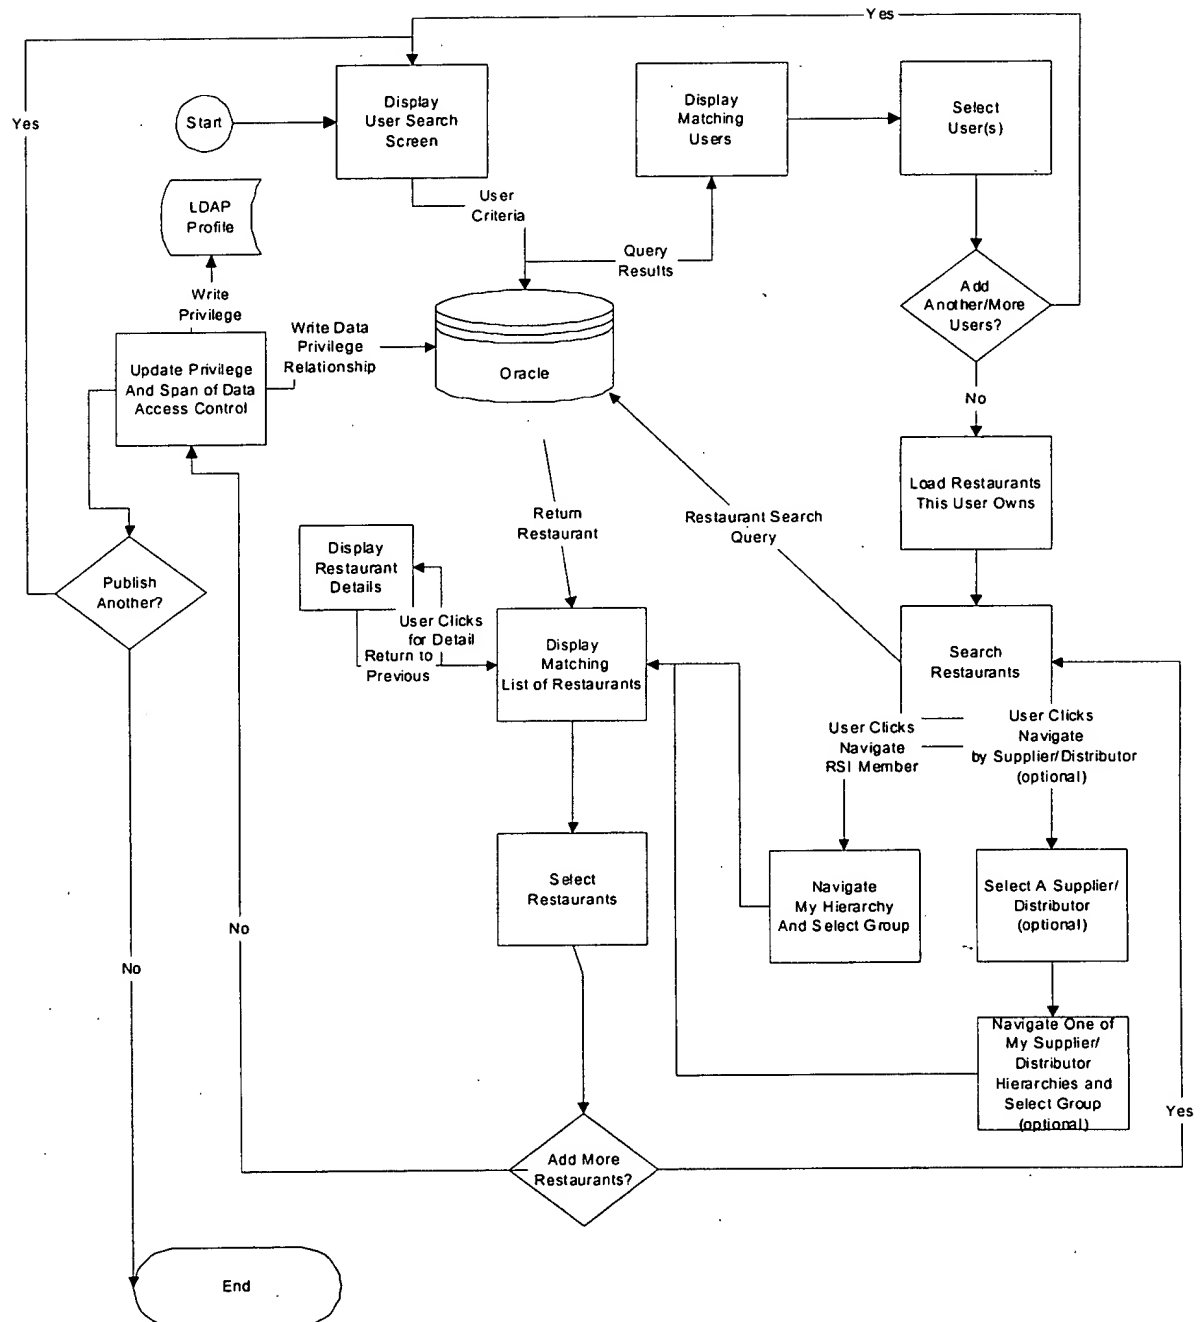 Yes
Yes
Start
Display
User Search
Screen
Display
Matching
Users
Select
User(s)
LDAP
Profile
User
Criteria
Query
Results
Add
Another/More
Users?
Write
Privilege
Write Data
Privilege
Relationship
Update Privilege
And Span of Data
Access Control
Oracle
No
Load Restaurants
This User Owns
Return
Restaurant
Restaurant Search
Query
Display
Restaurant
Details
Publish
Another?
User Clicks
for Detail
Return to
Previous
Display
Matching
List of Restaurants
Search
Restaurants
User Clicks
Navigate
RSI Member
User Clicks
Navigate
by Supplier/Distributor
(optional)
Select
Restaurants
Navigate
My Hierarchy
And Select Group
Select A Supplier/
Distributor
(optional)
No
No
Navigate One of
My Supplier/
Distributor
Hierarchies and
Select Group
(optional)
Yes
Add More
Restaurants?
End